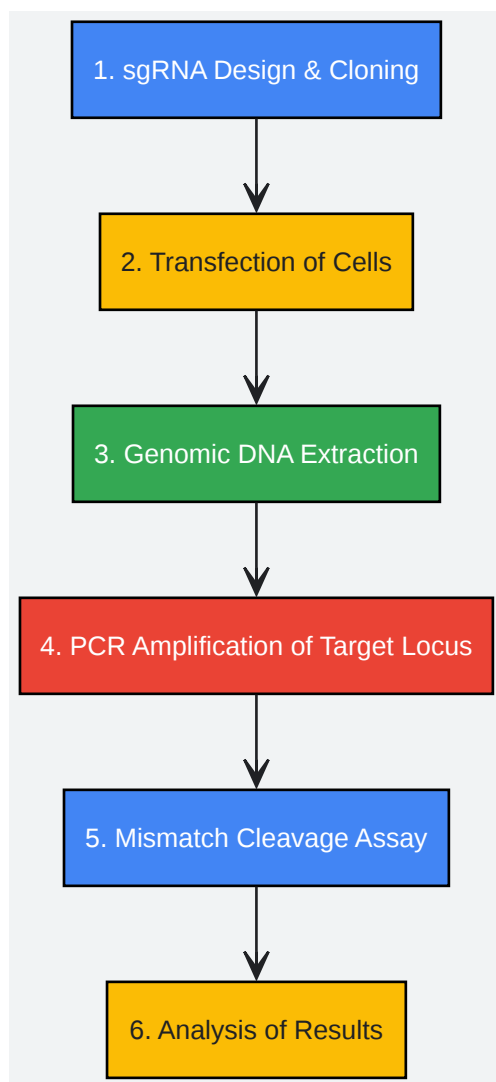 1. sgRNA Design & Cloning
2. Transfection of Cells
3. Genomic DNA Extraction
4. PCR Amplification of Target Locus
5. Mismatch Cleavage Assay
6. Analysis of Results